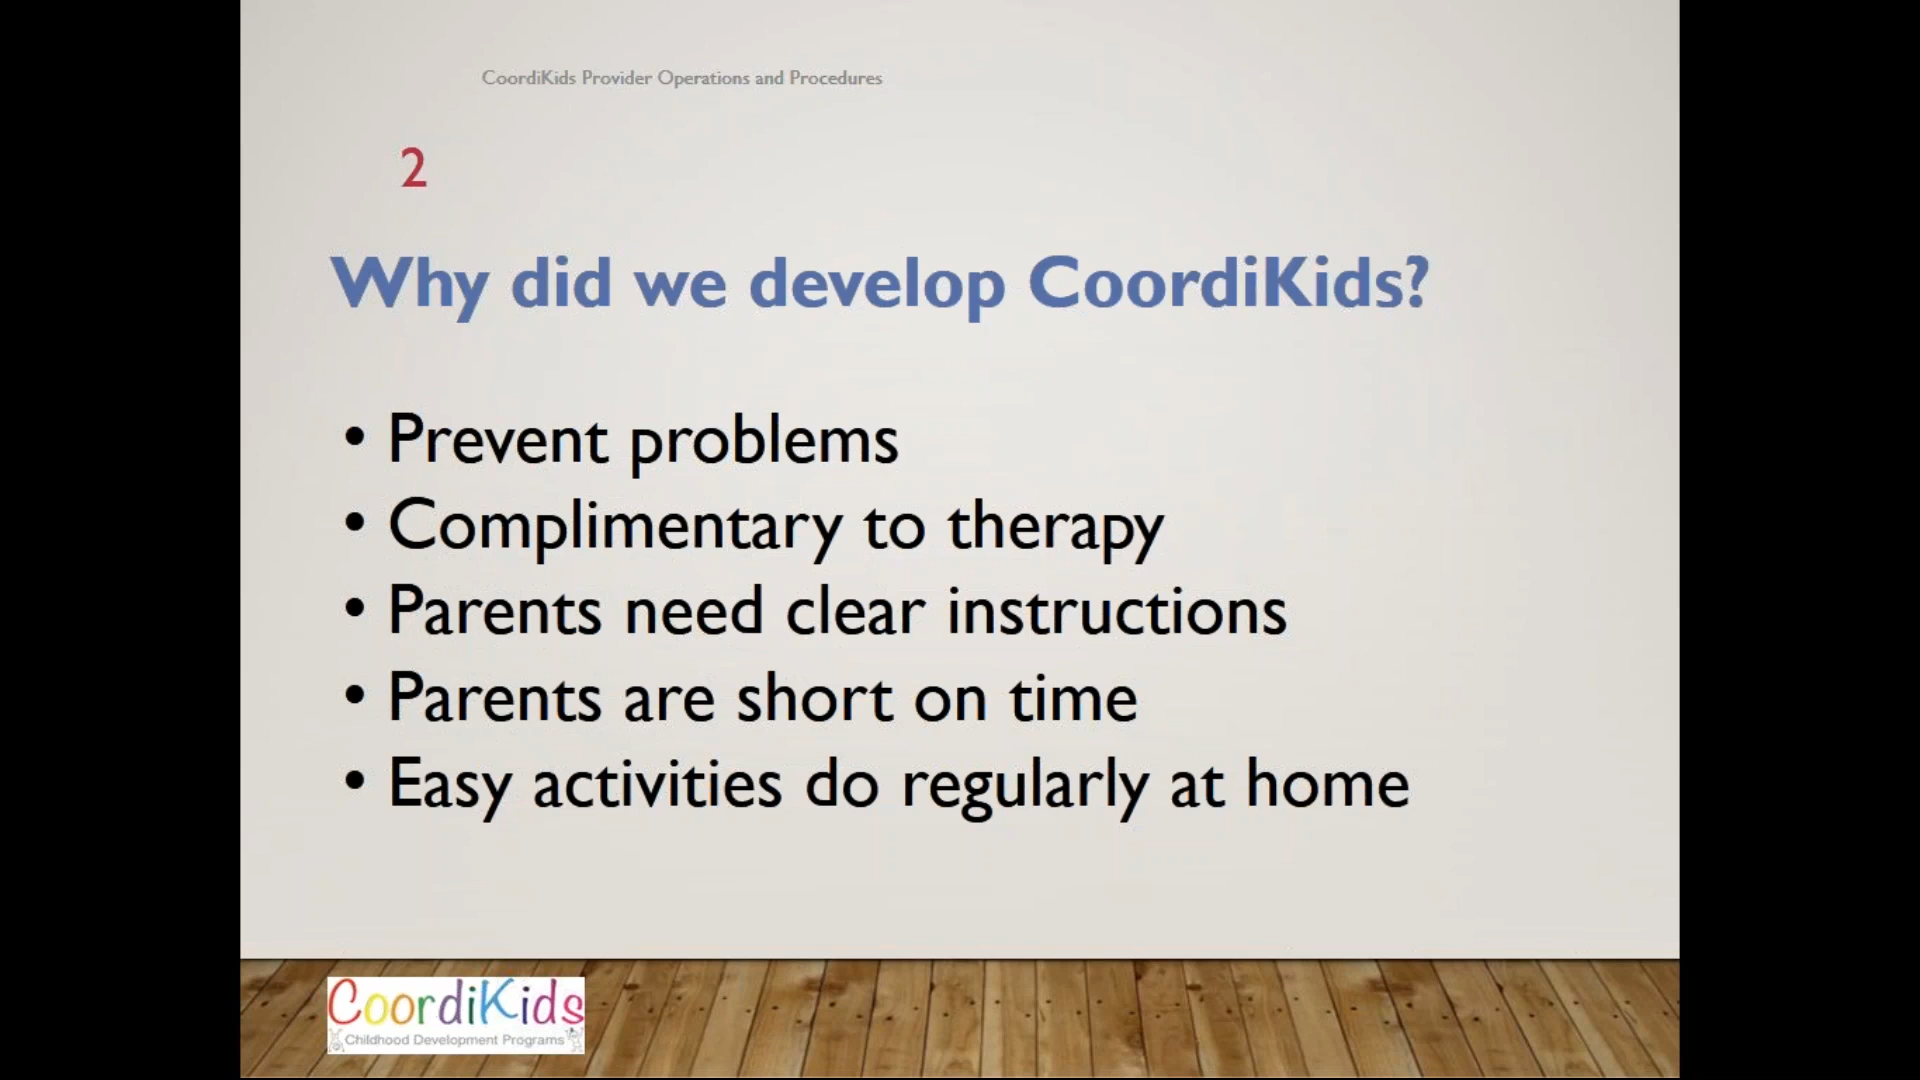 CoordiKids Provider Operations and Procedures
2
Why did we develop CoordiKids?
• Prevent problems
• Complimentary to therapy
• Parents need clear instructions
• Parents are short on time
• Easy activities do regularly at home
CoordiKids
Childhood Development Programs